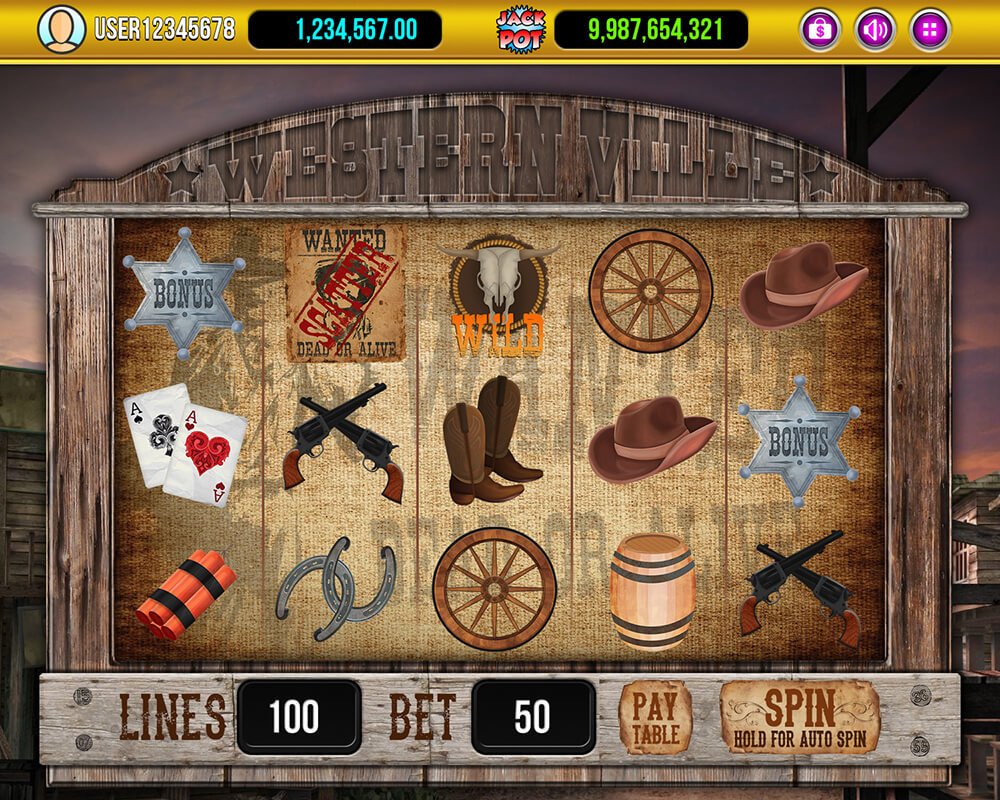 USER12345678
1,234,567.00
JACK
POT
9,987,654,321
$
WESTERN VILLE
BONUS
WANTED
SCATTER
DEAD OR ALIVE
WILD
A
A
A
BONUS
LINES
100
BET
50
PAY
TABLE
SPIN
HOLD FOR AUTO SPIN